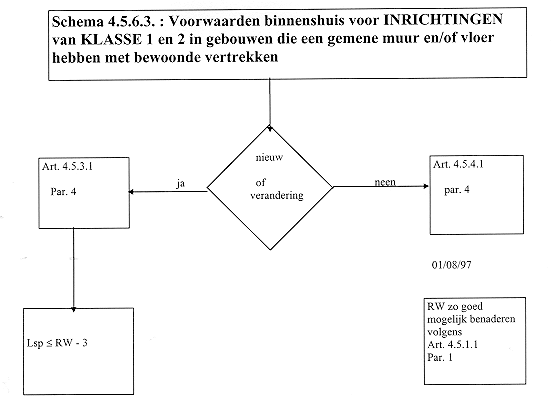 Schema 4.5.6.3. : Voorwaarden binnenshuis voor INRICHTINGEN
van KLASSE 1 en 2 in gebouwen die een gemene muur en/of vloer
hebben met bewoonde vertrekken
nieuw
of
verandering
ja
neen
Art. 4.5.3.1
Par. 4
Art. 4.5.4.1
par. 4
01/08/97
Lsp ≤ RW - 3
RW zo goed
mogelijk benaderen
volgens
Art. 4.5.1.1
Par. 1